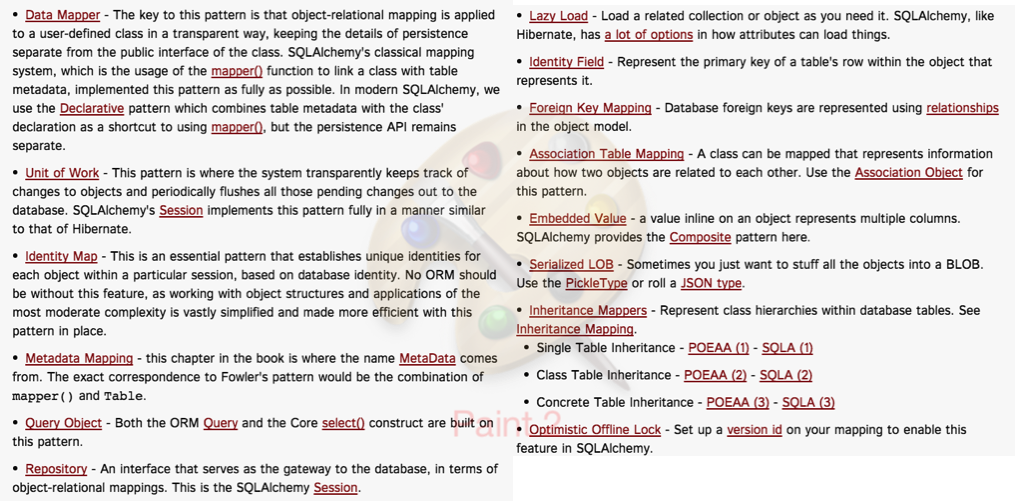 • Data Mapper - The key to this pattern is that object-relational mapping is applied
to a user-defined class in a transparent way, keeping the details of persistence
separate from the public interface of the class. SQLAlchemy's classical mapping
system, which is the usage of the mapper() function to link a class with table
metadata, implemented this pattern as fully as possible. In modern SQLAlchemy, we
use the Declarative pattern which combines table metadata with the class'
declaration as a shortcut to using mapper(), but the persistence API remains
separate.
• Unit of Work - This pattern is where the system transparently keeps track of
changes to objects and periodically flushes all those pending changes out to the
database. SQLAlchemy's Session implements this pattern fully in a manner similar
to that of Hibernate.
• Identity Map - This is an essential pattern that establishes unique identities for
each object within a particular session, based on database identity. No ORM should
be without this feature, as working with object structures and applications of the
most moderate complexity is vastly simplified and made more efficient with this
pattern in place.
• Metadata Mapping - this chapter in the book is where the name MetaData comes
from. The exact correspondence to Fowler's pattern would be the combination of
mapper() and Table.
• Query Object - Both the ORM Query and the Core select() construct are built on
this pattern.
• Repository - An interface that serves as the gateway to the database, in terms of
object-relational mappings. This is the SQLAlchemy Session.
• Lazy Load - Load a related collection or object as you need it. SQLAlchemy, like
Hibernate, has a lot of options in how attributes can load things.
• Identity Field - Represent the primary key of a table's row within the object that
represents it.
• Foreign Key Mapping - Database foreign keys are represented using relationships
in the object model.
• Association Table Mapping - A class can be mapped that represents information
about how two objects are related to each other. Use the Association Object for
this pattern.
• Embedded Value - a value inline on an object represents multiple columns.
SQLAlchemy provides the Composite pattern here.
• Serialized LOB - Sometimes you just want to stuff all the objects into a BLOB.
Use the PickleType or roll a JSON type.
• Inheritance Mappers - Represent class hierarchies within database tables. See
Inheritance Mapping.
• Single Table Inheritance - POEAA (1) - SQLA (1)
• Class Table Inheritance - POEAA (2) - SQLA (2)
• Concrete Table Inheritance - POEAA (3) - SQLA (3)
• Optimistic Offline Lock - Set up a version id on your mapping to enable this
feature in SQLAlchemy.
Paint 2